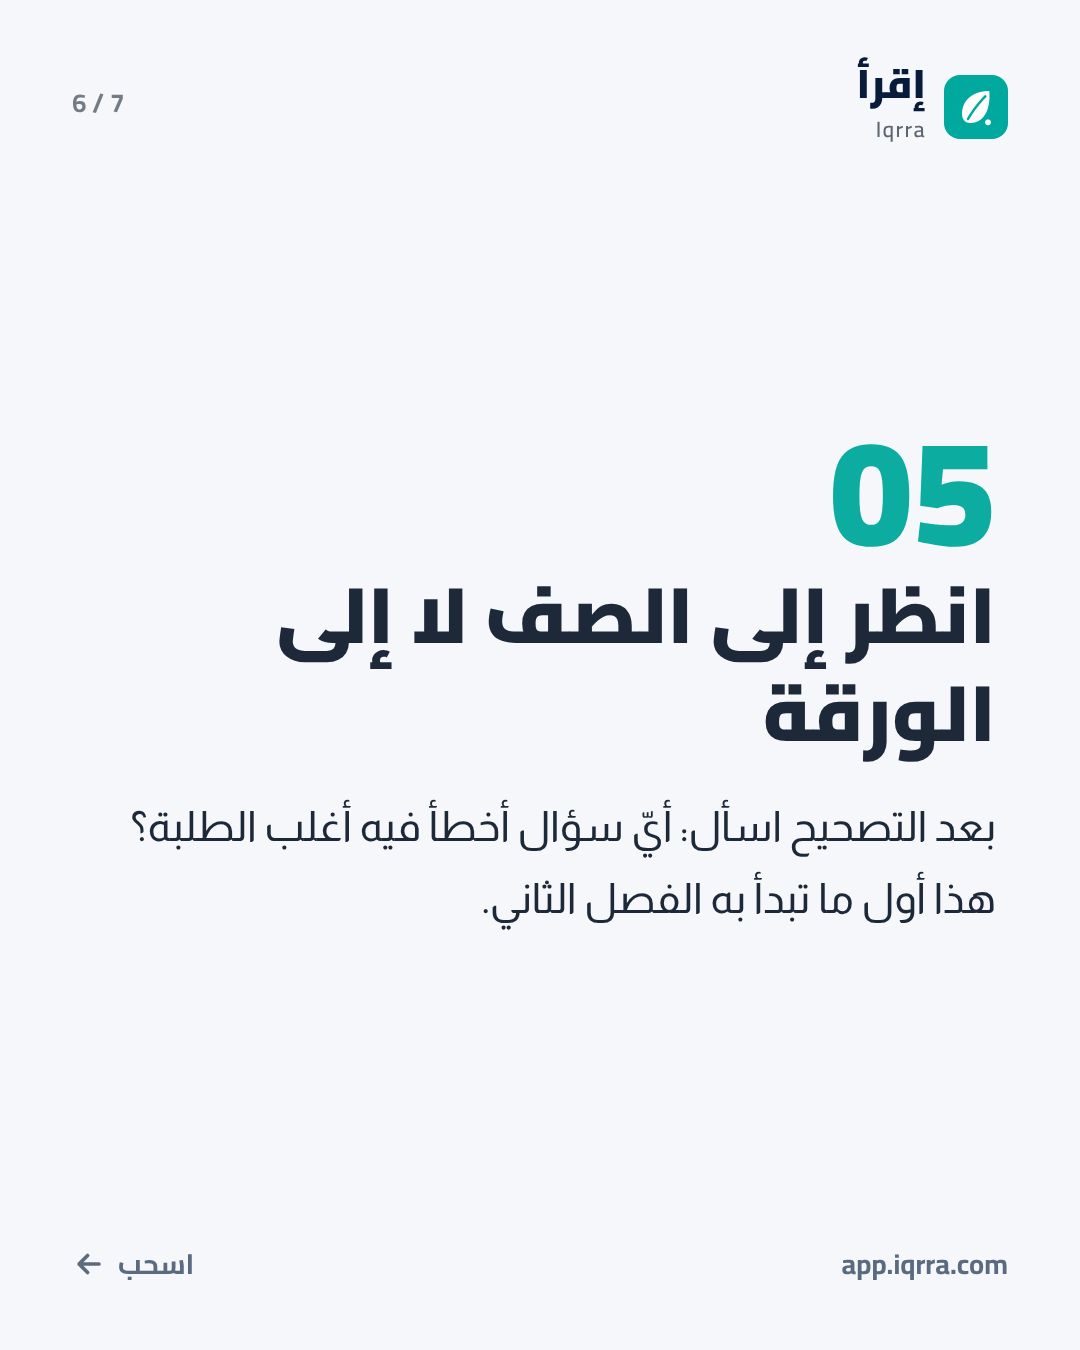 إقرأ
Iqrra
6 / 7
05
انظر إلى الصف لا إلى
الورقة
بعد التصحيح اسأل: أيّ سؤال أخطأ فيه أغلب الطلبة؟
هذا أول ما تبدأ به الفصل الثاني.
app.iqrra.com
اسحب ←